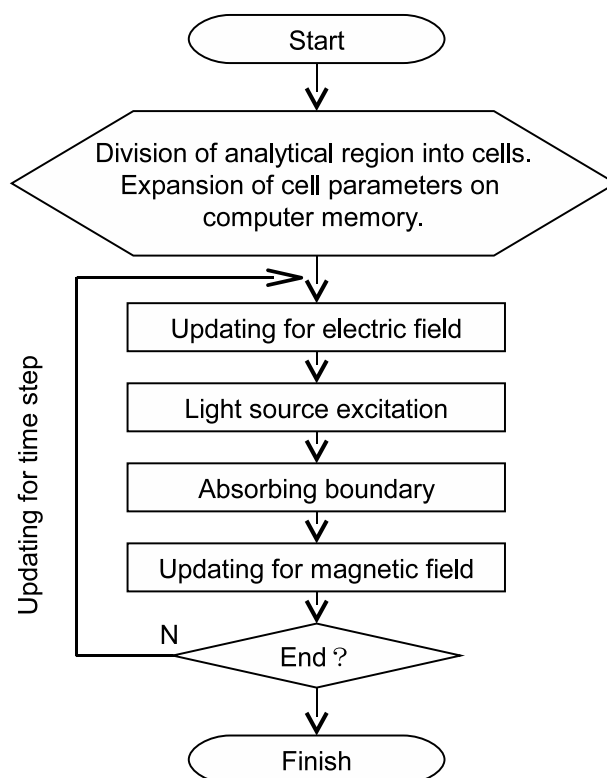 Start
Division of analytical region into cells.
Expansion of cell parameters on
computer memory.
Updating for electric field
Light source excitation
Absorbing boundary
Updating for magnetic field
Updating for time step
N
End？
Finish